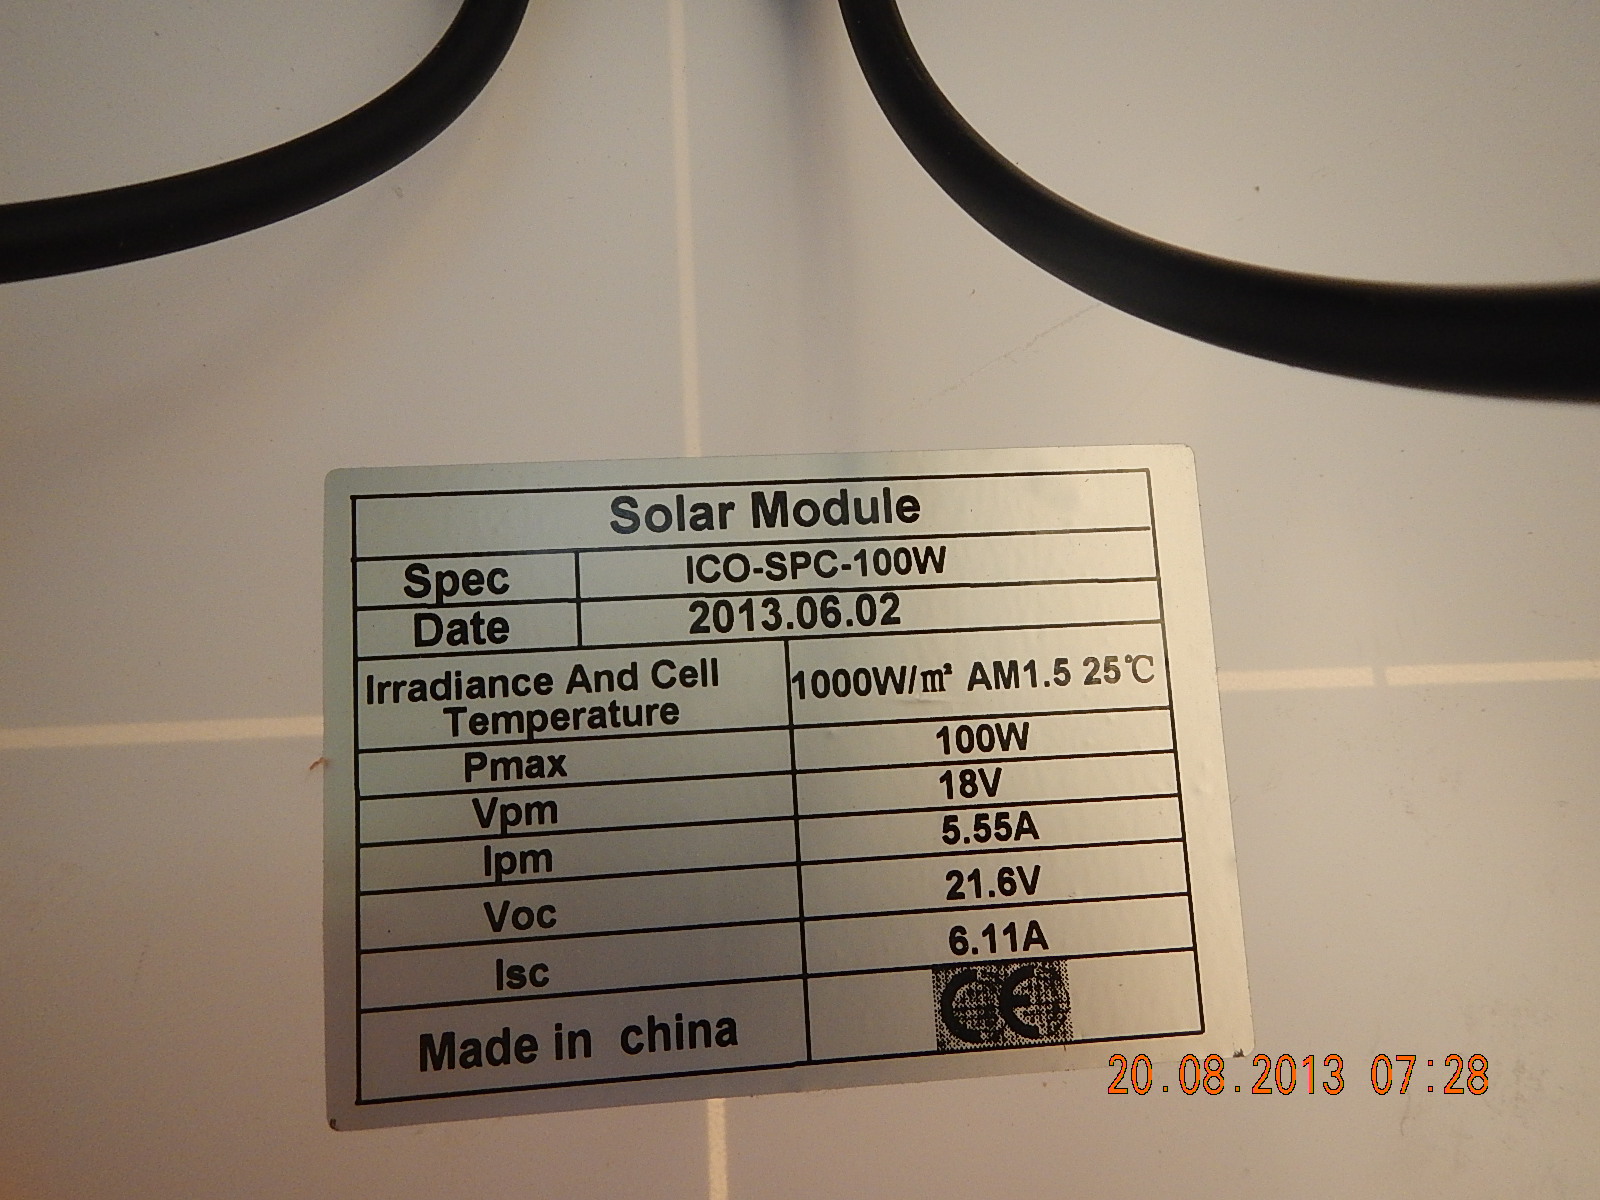 Solar Module
Spec ICO-SPC-100W
Date 2013.06.02
Irradiance And Cell
Temperature 1000W/m² AM1.5 25℃
Pmax 100W
Vpm 18V
Ipm 5.55A
Voc 21.6V
Isc 6.11A
Made in china CE
20.08.2013 07:28